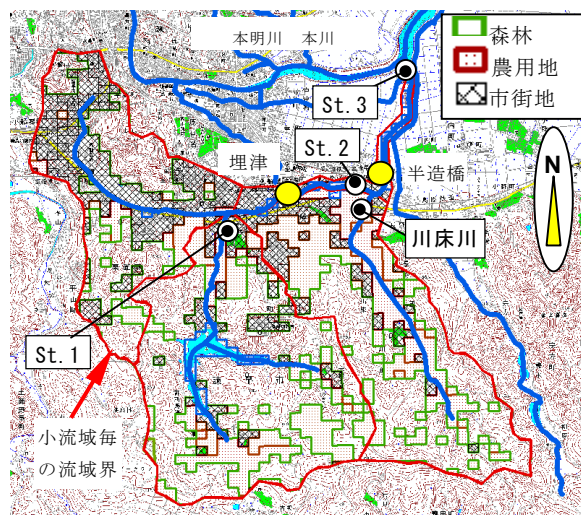 本明川 本川
森林
農用地
市街地
St.3
St.2
埋津
半造橋
N
川床川
St.1
小流域毎
の流域界